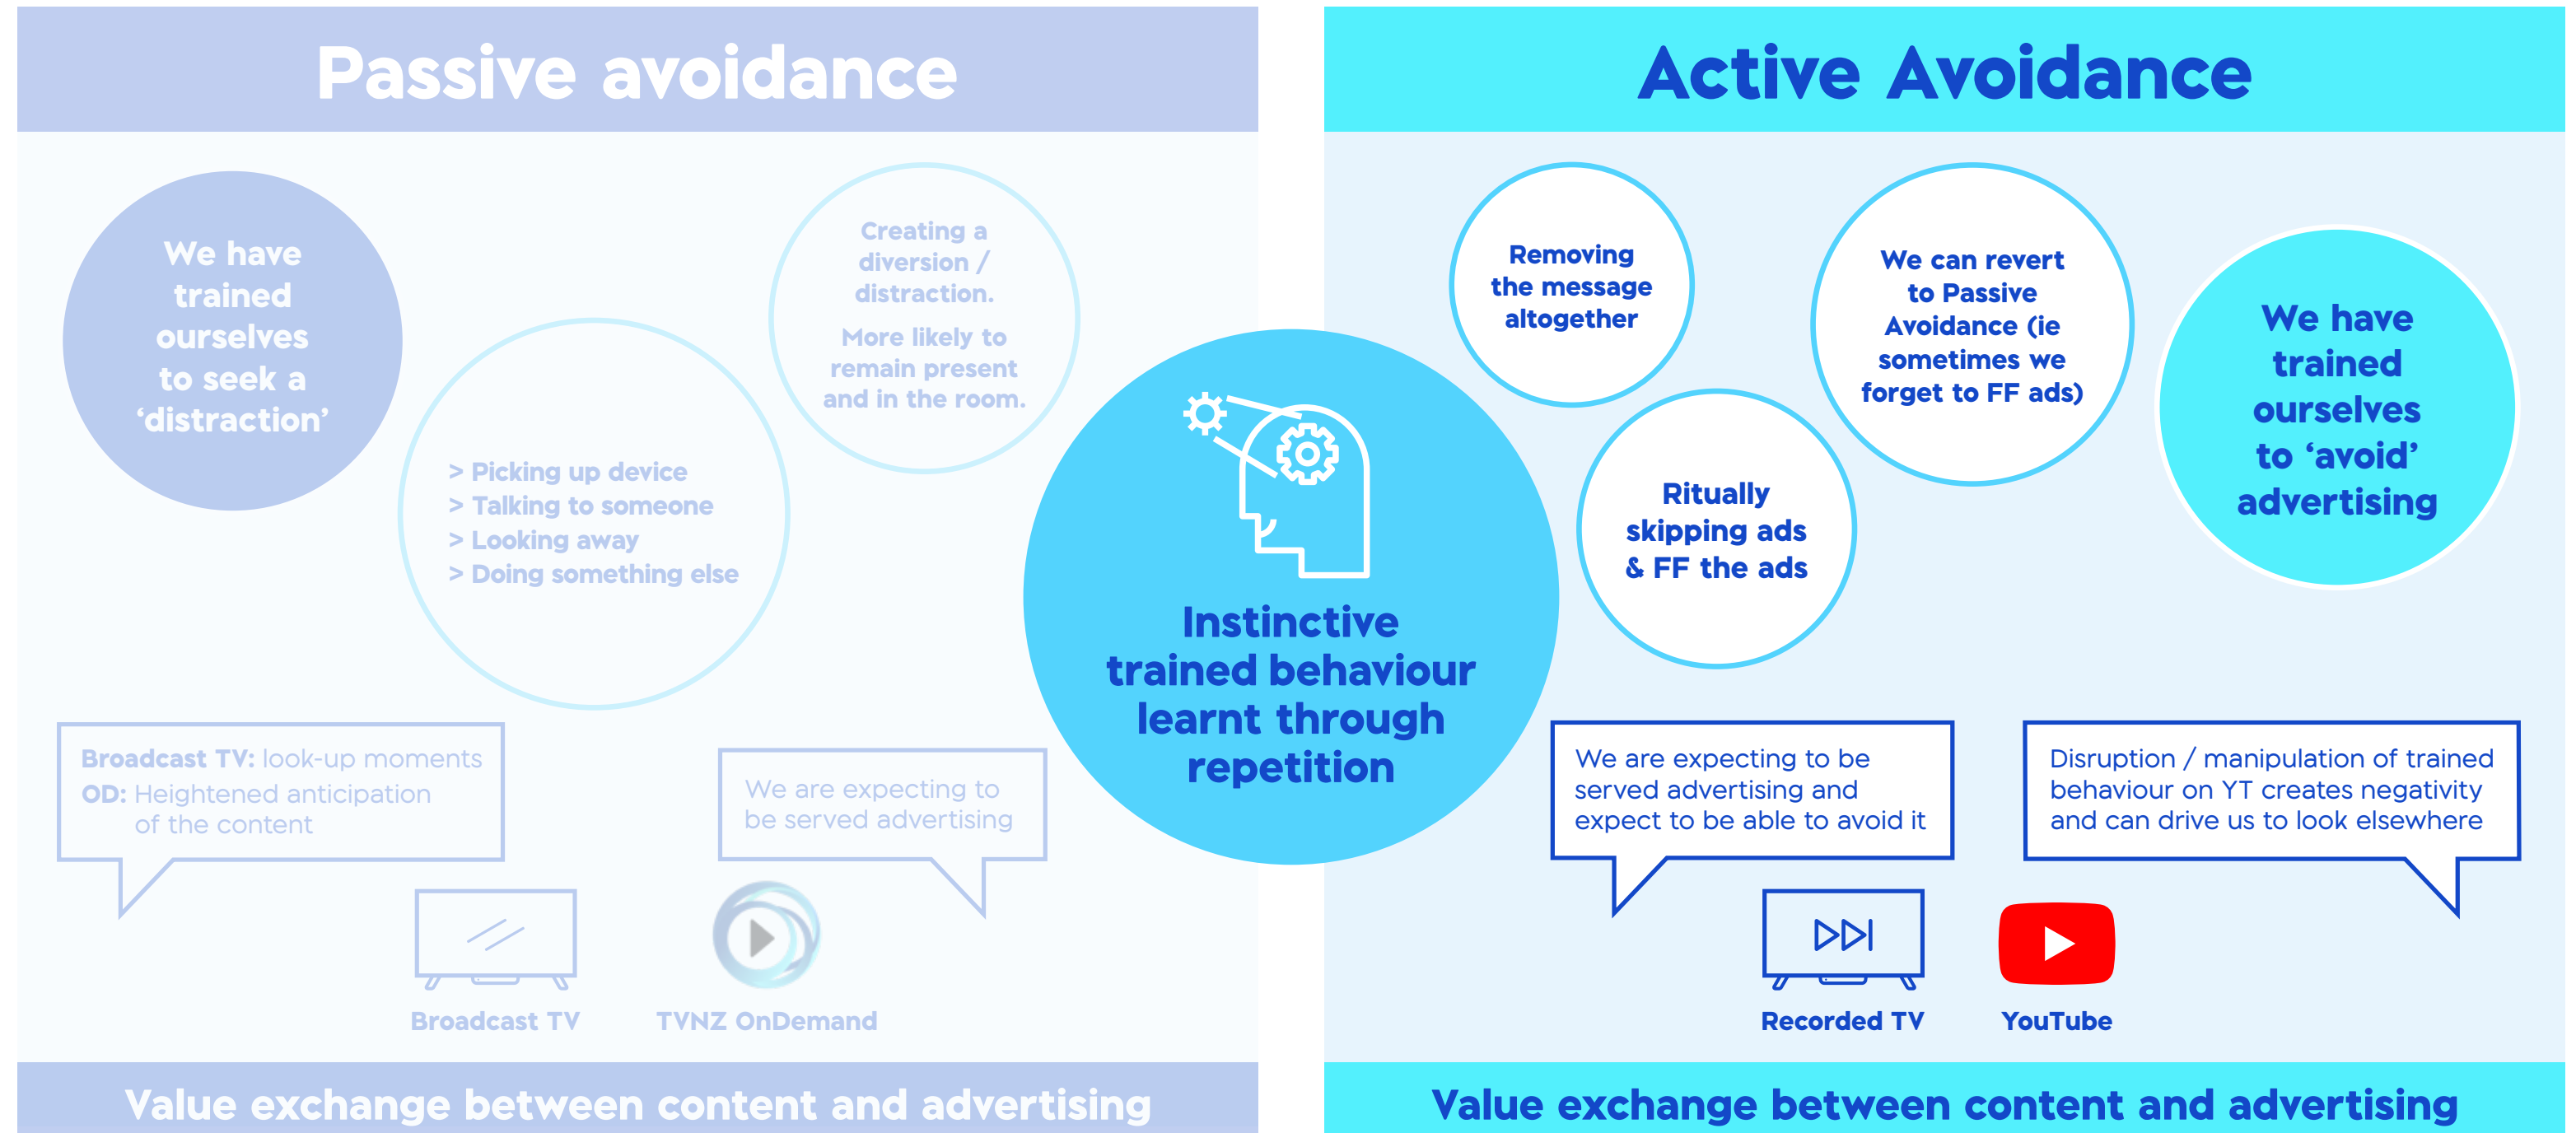 Passive avoidance
We have
trained
ourselves
to seek a
‘distraction’
Creating a
diversion /
distraction.
More likely to
remain present
and in the room.
> Picking up device
> Talking to someone
> Looking away
> Doing something else
Broadcast TV: look-up moments
OD: Heightened anticipation
of the content
We are expecting to
be served advertising
Broadcast TV
TVNZ OnDemand
Value exchange between content and advertising
Instinctive
trained behaviour
learnt through
repetition
Active Avoidance
Removing
the message
altogether
We can revert
to Passive
Avoidance (ie
sometimes we
forget to FF ads)
Ritually
skipping ads
& FF the ads
We have
trained
ourselves
to ‘avoid’
advertising
We are expecting to be
served advertising and
expect to be able to avoid it
Disruption / manipulation of trained
behaviour on YT creates negativity
and can drive us to look elsewhere
Recorded TV
YouTube
Value exchange between content and advertising